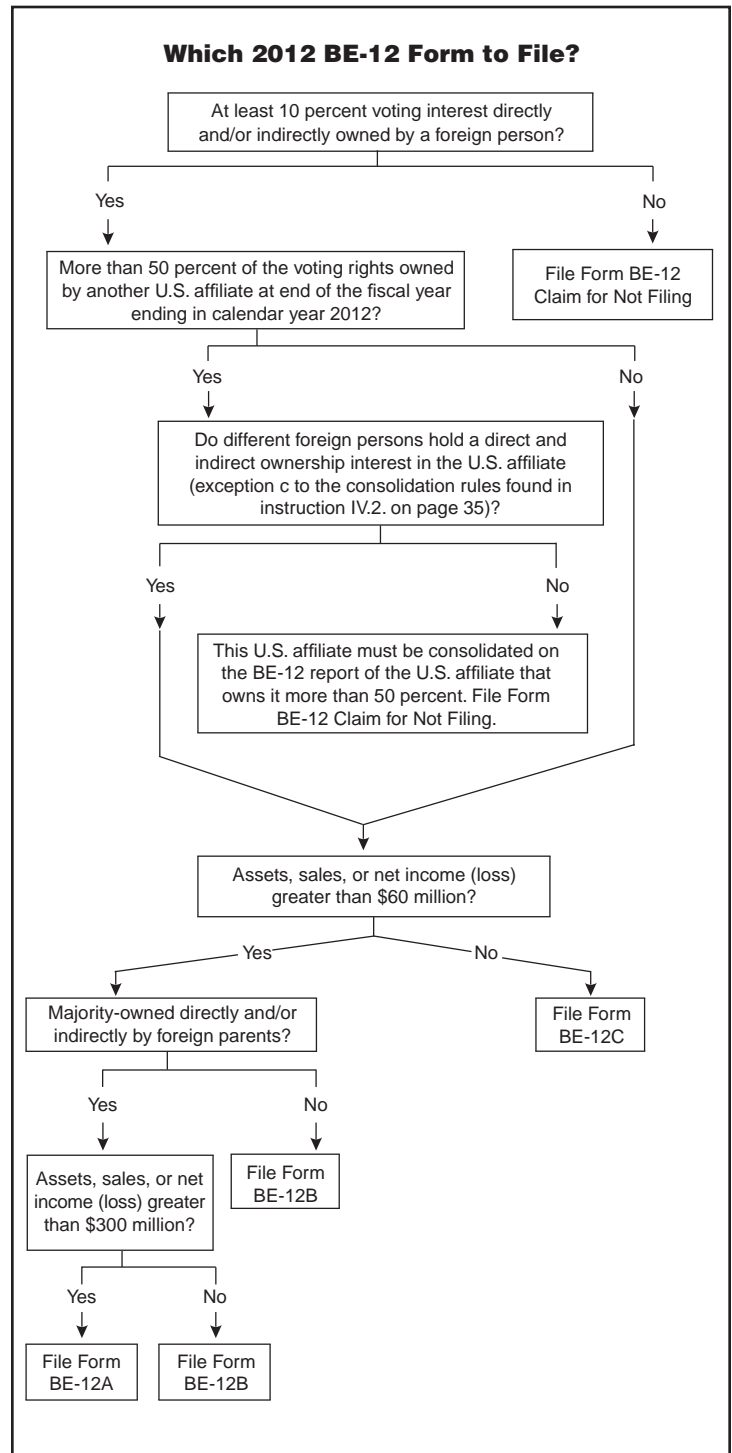 Which 2012 BE-12 Form to File?
At least 10 percent voting interest directly
and/or indirectly owned by a foreign person?
Yes
No
More than 50 percent of the voting rights owned
by another U.S. affiliate at end of the fiscal year
ending in calendar year 2012?
File Form BE-12
Claim for Not Filing
Yes
No
Do different foreign persons hold a direct and
indirect ownership interest in the U.S. affiliate
(exception c to the consolidation rules found in
instruction IV.2. on page 35)?
Yes
No
This U.S. affiliate must be consolidated on
the BE-12 report of the U.S. affiliate that
owns it more than 50 percent. File Form
BE-12 Claim for Not Filing.
Assets, sales, or net income (loss)
greater than $60 million?
Yes
No
Majority-owned directly and/or
indirectly by foreign parents?
File Form
BE-12C
Yes
No
Assets, sales, or net
income (loss) greater
than $300 million?
File Form
BE-12B
Yes
No
File Form
BE-12A
File Form
BE-12B